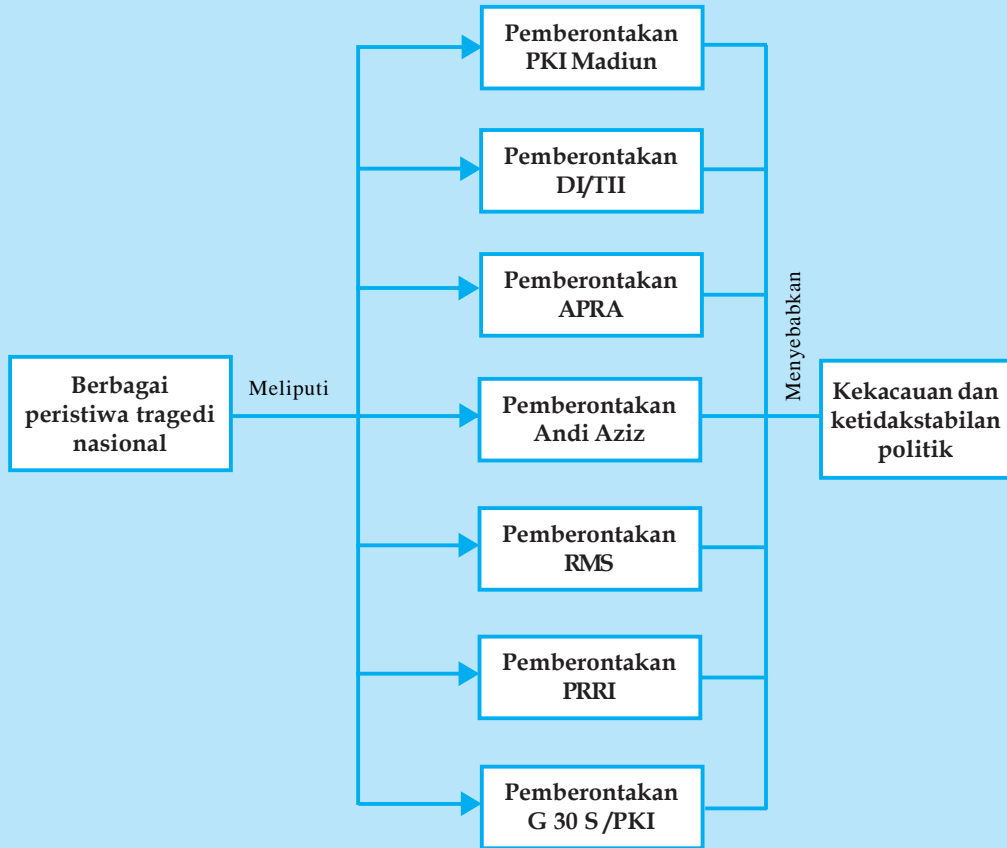 Berbagai
peristiwa tragedi
nasional
Meliputi
Pemberontakan
PKI Madiun
Pemberontakan
DI/TII
Pemberontakan
APRA
Pemberontakan
Andi Aziz
Pemberontakan
RMS
Pemberontakan
PRRI
Pemberontakan
G 30 S /PKI
Menyebabkan
Kekacauan dan
ketidakstabilan
politik